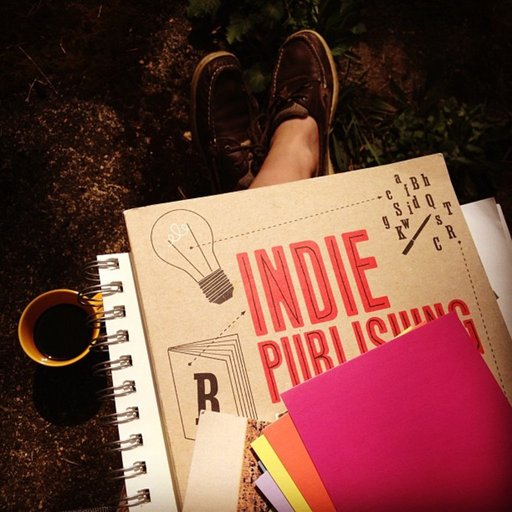 a f B h
c S i d Q T
g K w s R
C
INDIE
PUBLISHING
B